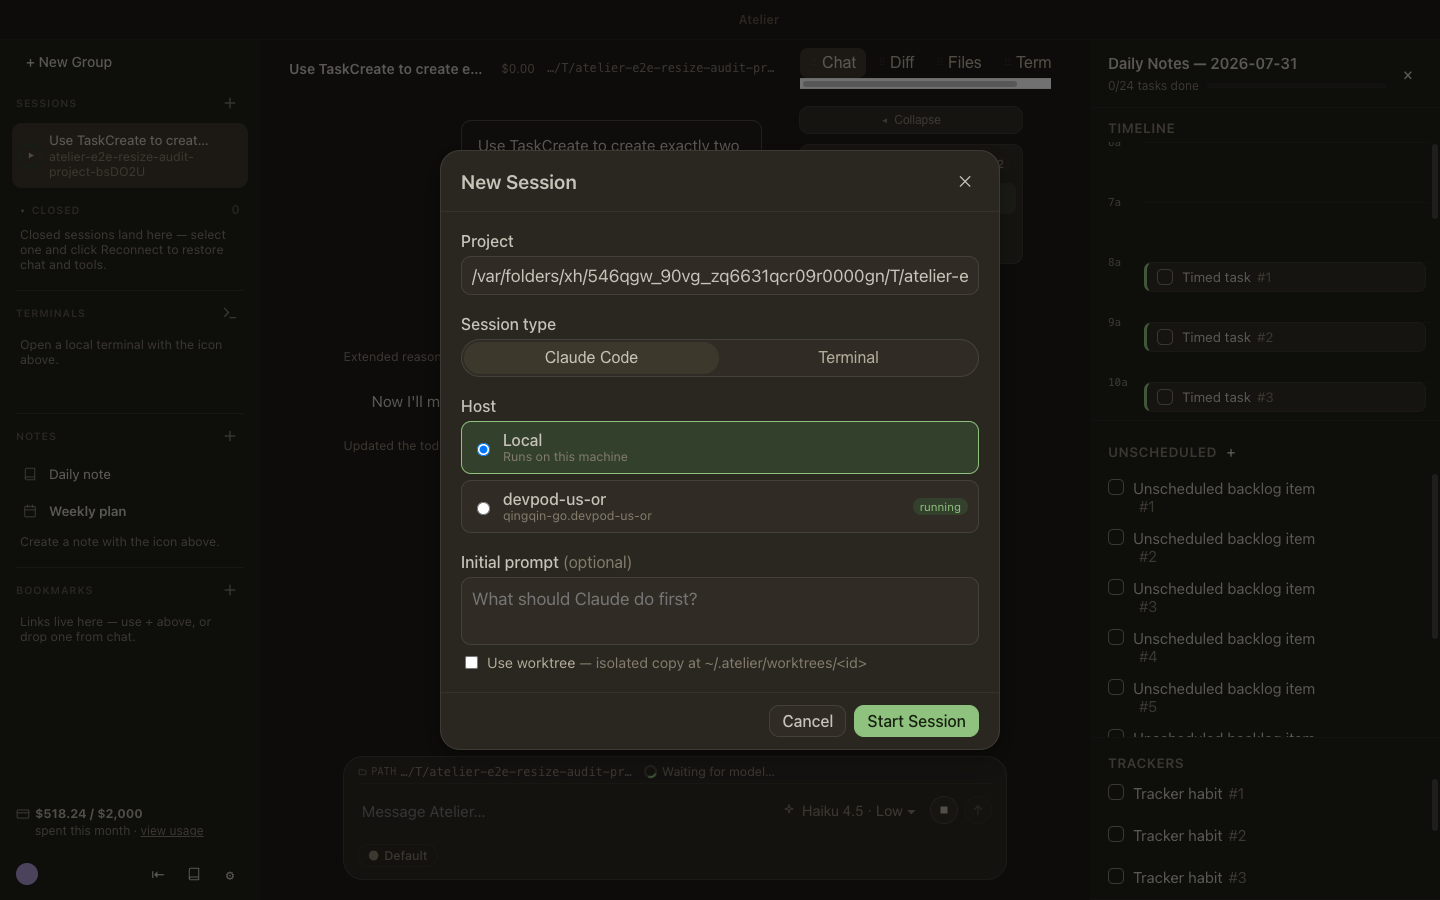 Atelier
+ New Group
SESSIONS
Use TaskCreate to creat...
atelier-e2e-resize-audit-
project-bsDO2U
CLOSED 0
Closed sessions land here — select
one and click Reconnect to restore
chat and tools.
TERMINALS
Open a local terminal with the icon
above.
NOTES
Daily note
Weekly plan
Create a note with the icon above.
BOOKMARKS
Links live here — use + above, or
drop one from chat.
$518.24 / $2,000
spent this month · view usage
Use TaskCreate to create e... $0.00 …/T/atelier-e2e-resize-audit-pr…
Chat Diff Files Term
Collapse
Use TaskCreate to create exactly two
2
Extended reason
Now I'll m
Updated the tod
New Session
Project
/var/folders/xh/546qgw_90vg_zq6631qcr09r0000gn/T/atelier-e
Session type
Claude Code Terminal
Host
Local
Runs on this machine
devpod-us-or
qingqin-go.devpod-us-or
running
Initial prompt (optional)
What should Claude do first?
Use worktree — isolated copy at ~/.atelier/worktrees/<id>
Cancel Start Session
PATH …/T/atelier-e2e-resize-audit-pr… Waiting for model...
Message Atelier...
Haiku 4.5 · Low
Default
Daily Notes — 2026-07-31
0/24 tasks done
TIMELINE
6a
7a
8a
Timed task #1
9a
Timed task #2
10a
Timed task #3
UNSCHEDULED +
Unscheduled backlog item
#1
Unscheduled backlog item
#2
Unscheduled backlog item
#3
Unscheduled backlog item
#4
Unscheduled backlog item
#5
Unscheduled backlog item
TRACKERS
Tracker habit #1
Tracker habit #2
Tracker habit #3